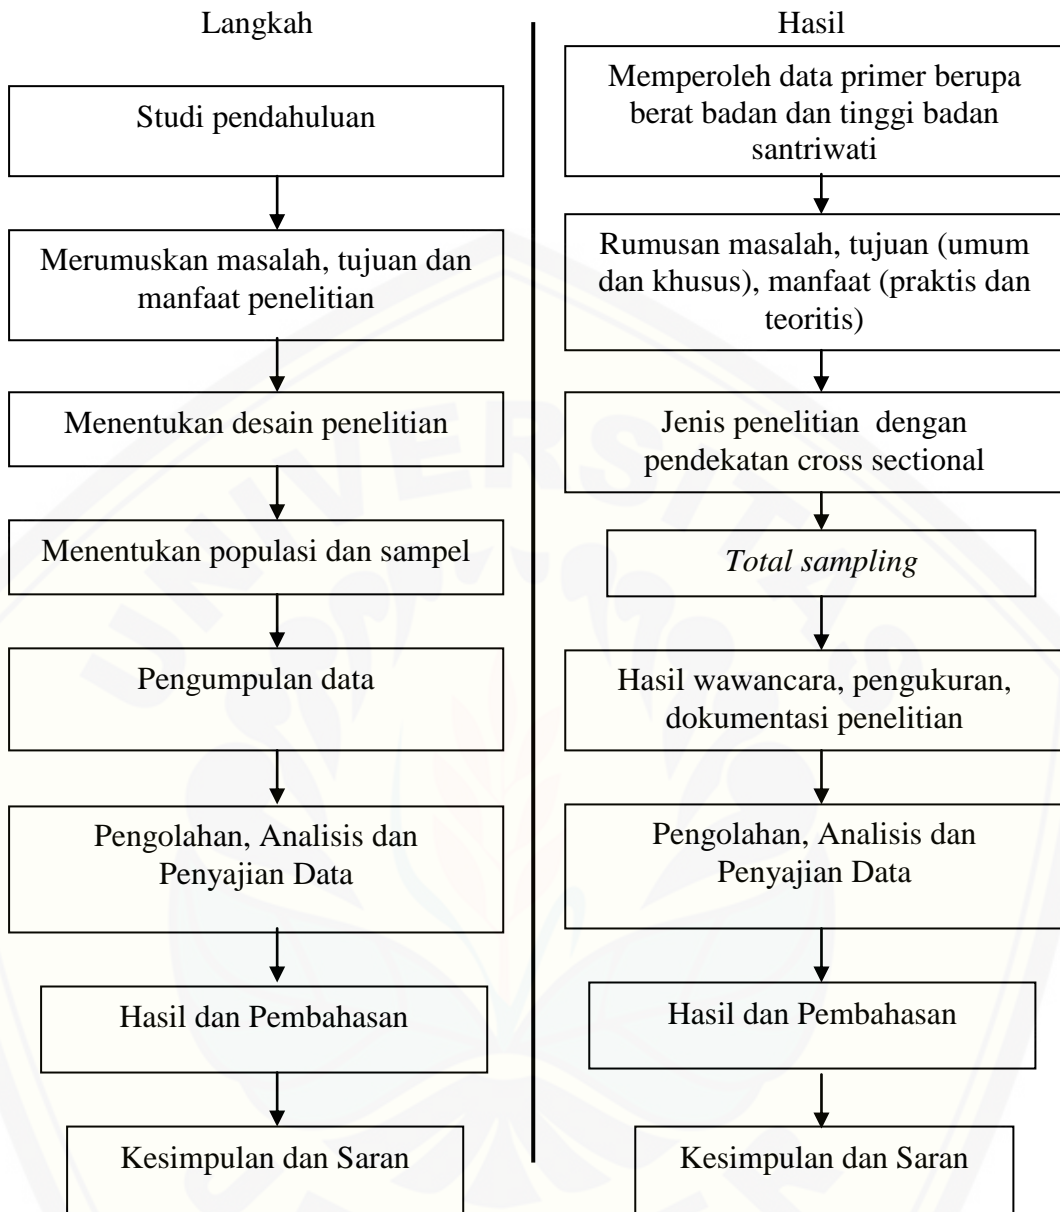 Langkah
Studi pendahuluan
Merumuskan masalah, tujuan dan
manfaat penelitian
Menentukan desain penelitian
Menentukan populasi dan sampel
Pengumpulan data
Pengolahan, Analisis dan
Penyajian Data
Hasil dan Pembahasan
Kesimpulan dan Saran
Hasil
Memperoleh data primer berupa
berat badan dan tinggi badan
santriwati
Rumusan masalah, tujuan (umum
dan khusus), manfaat (praktis dan
teoritis)
Jenis penelitian dengan
pendekatan cross sectional
Total sampling
Hasil wawancara, pengukuran,
dokumentasi penelitian
Pengolahan, Analisis dan
Penyajian Data
Hasil dan Pembahasan
Kesimpulan dan Saran
UNIVERSITAS